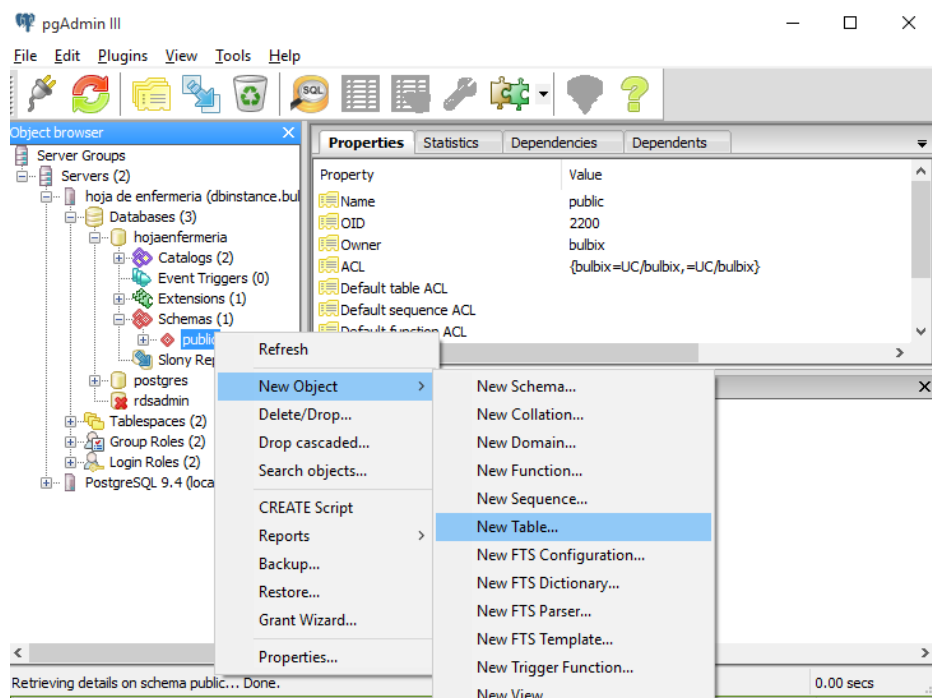 pgAdmin III
File Edit Plugins View Tools Help
SQL
Object browser
Server Groups
Servers (2)
hoja de enfermeria (dbinstance.bul
Databases (3)
hojaenfermeria
Catalogs (2)
Event Triggers (0)
Extensions (1)
Schemas (1)
public
Slony Rep
postgres
rdsadmin
Tablespaces (2)
Group Roles (2)
Login Roles (2)
PostgreSQL 9.4 (loca
Properties Statistics Dependencies Dependents
Property Value
Name public
OID 2200
Owner bulbix
ACL {bulbix=UC/bulbix,=UC/bulbix}
Default table ACL
Default sequence ACL
Default function ACL
Refresh
New Object
Delete/Drop...
Drop cascaded...
Search objects...
CREATE Script
Reports
Backup...
Restore...
Grant Wizard...
Properties...
New Schema...
New Collation...
New Domain...
New Function...
New Sequence...
New Table...
New FTS Configuration...
New FTS Dictionary...
New FTS Parser...
New FTS Template...
New Trigger Function...
New View
Retrieving details on schema public... Done. 0.00 secs